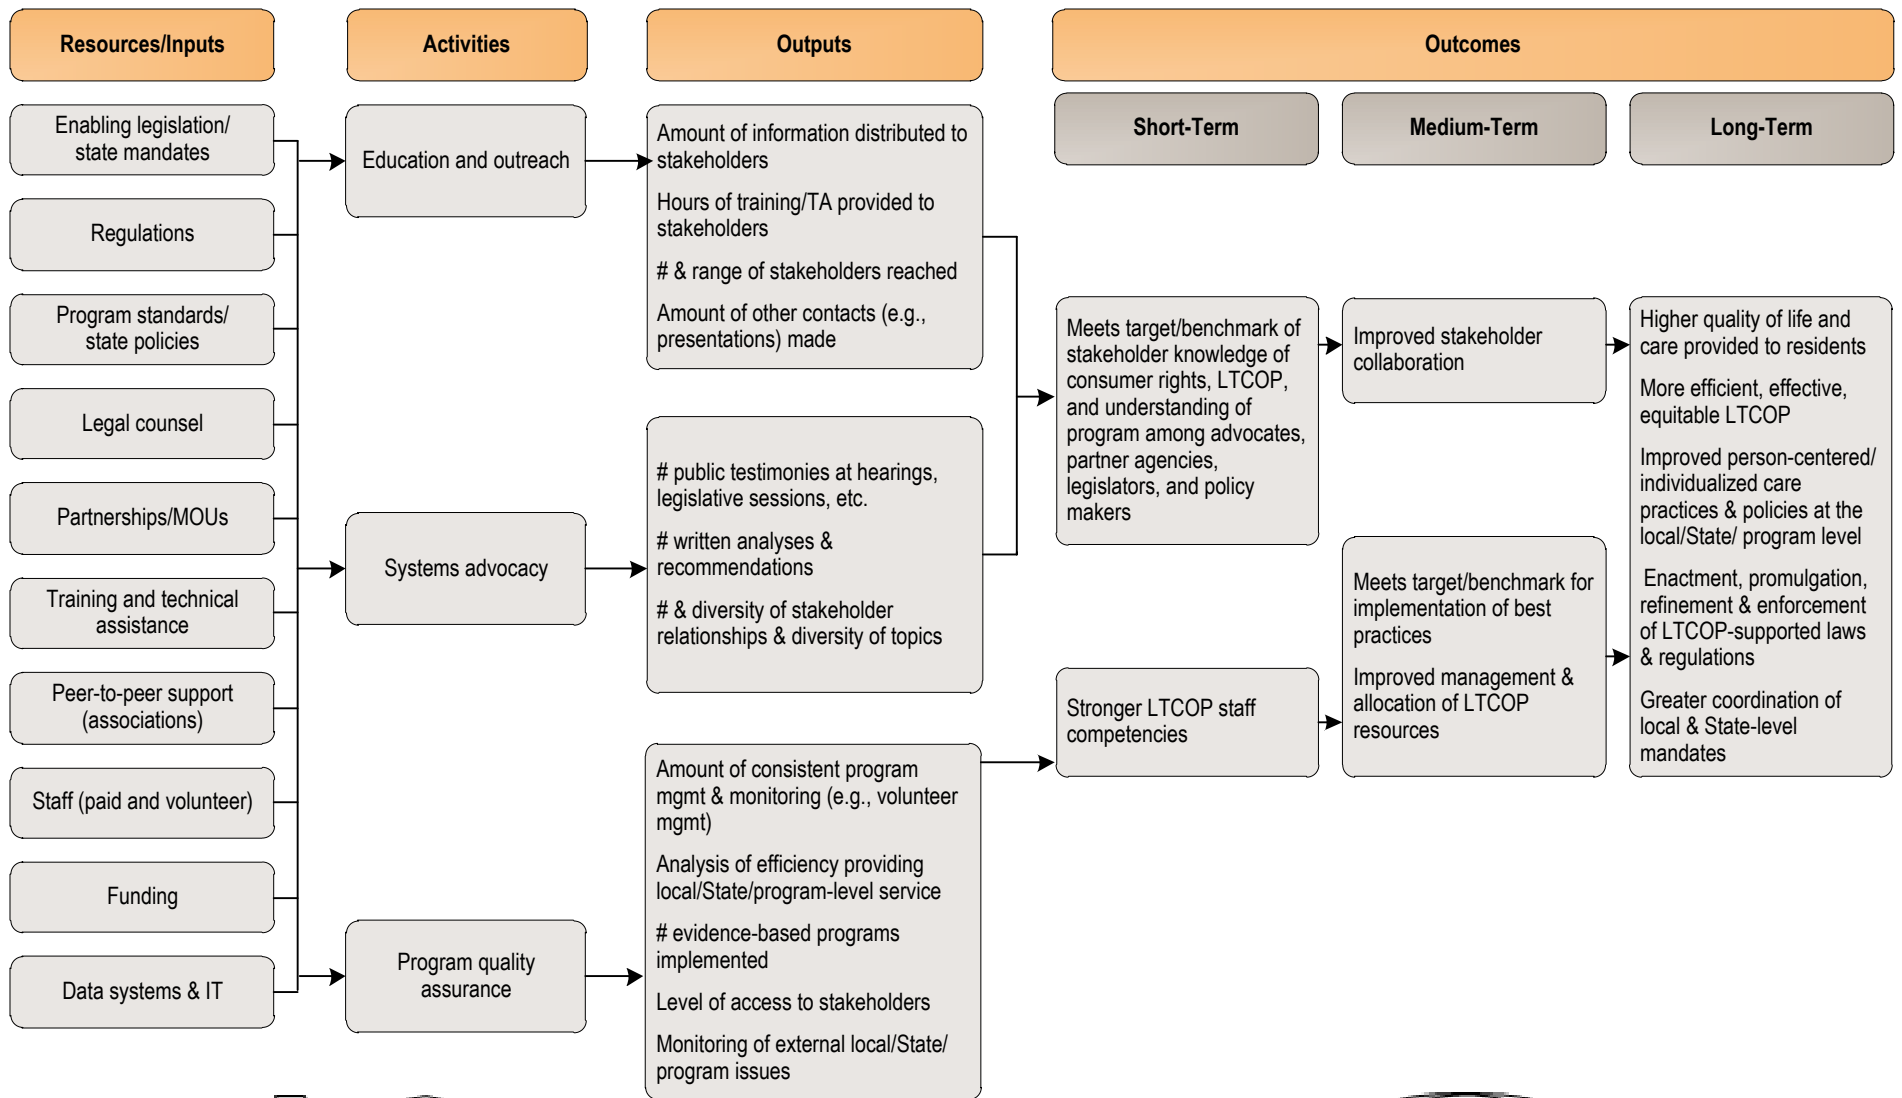 Resources/Inputs
Activities
Outputs
Outcomes
Short-Term
Medium-Term
Long-Term
Enabling legislation/
state mandates
Regulations
Program standards/
state policies
Legal counsel
Partnerships/MOUs
Training and technical
assistance
Peer-to-peer support
(associations)
Staff (paid and volunteer)
Funding
Data systems & IT
Education and outreach
Systems advocacy
Program quality
assurance
Amount of information distributed to
stakeholders
Hours of training/TA provided to
stakeholders
# & range of stakeholders reached
Amount of other contacts (e.g.,
presentations) made
# public testimonies at hearings,
legislative sessions, etc.
# written analyses &
recommendations
# & diversity of stakeholder
relationships & diversity of topics
Amount of consistent program
mgmt & monitoring (e.g., volunteer
mgmt)
Analysis of efficiency providing
local/State/program-level service
# evidence-based programs
implemented
Level of access to stakeholders
Monitoring of external local/State/
program issues
Meets target/benchmark of
stakeholder knowledge of
consumer rights, LTCOP,
and understanding of
program among advocates,
partner agencies,
legislators, and policy
makers
Stronger LTCOP staff
competencies
Improved stakeholder
collaboration
Meets target/benchmark for
implementation of best
practices
Improved management &
allocation of LTCOP
resources
Higher quality of life and
care provided to residents
More efficient, effective,
equitable LTCOP
Improved person-centered/
individualized care
practices & policies at the
local/State/ program level
Enactment, promulgation,
refinement & enforcement
of LTCOP-supported laws
& regulations
Greater coordination of
local & State-level
mandates